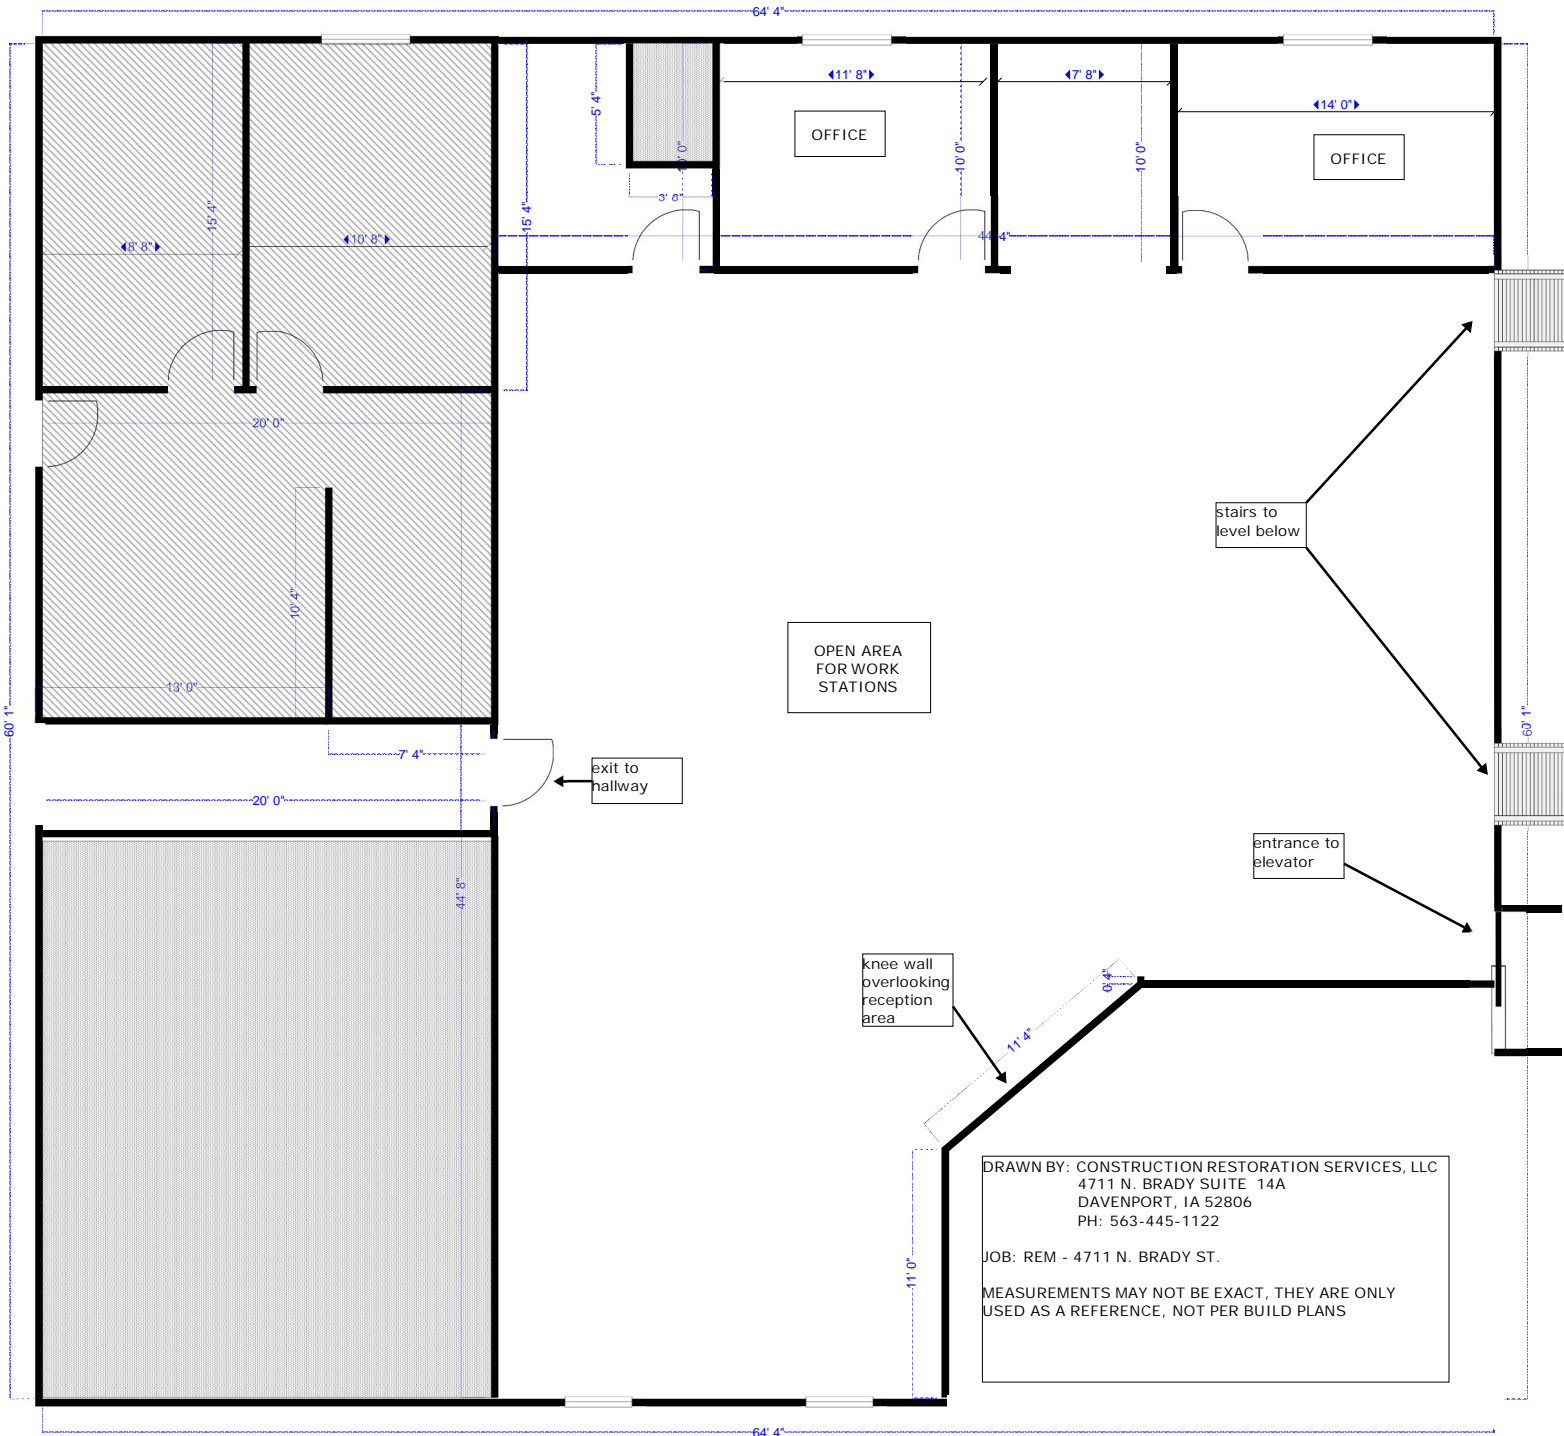 64' 4"
11' 8"
7' 8"
14' 0"
5' 4"
OFFICE
OFFICE
10' 0"
10' 0"
10' 0"
3' 8"
15' 4"
15' 4"
44' 4"
8' 8"
10' 8"
20' 0"
stairs to
level below
10' 4"
OPEN AREA
FOR WORK
STATIONS
13' 0"
60' 1"
60' 1"
7' 4"
exit to
hallway
20' 0"
entrance to
elevator
44' 8"
knee wall
overlooking
reception
area
0' 4"
11' 4"
DRAWN BY: CONSTRUCTION RESTORATION SERVICES, LLC
4711 N. BRADY SUITE 14A
DAVENPORT, IA 52806
PH: 563-445-1122
JOB: REM - 4711 N. BRADY ST.
11' 0"
MEASUREMENTS MAY NOT BE EXACT, THEY ARE ONLY
USED AS A REFERENCE, NOT PER BUILD PLANS
64' 4"